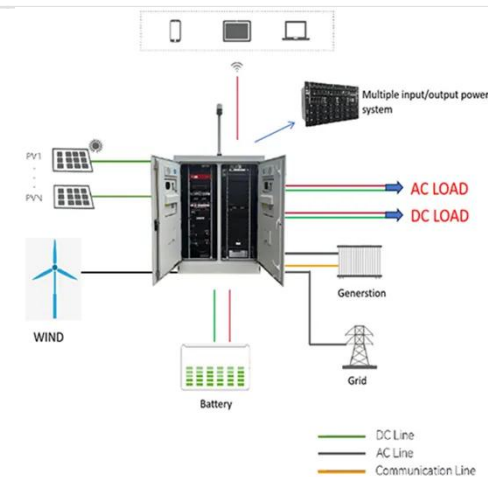 Multiple input/output power
system
PV1
PVN
AC LOAD
DC LOAD
WIND
Generstion
Grid
Battery
DC Line
AC Line
Communication Line